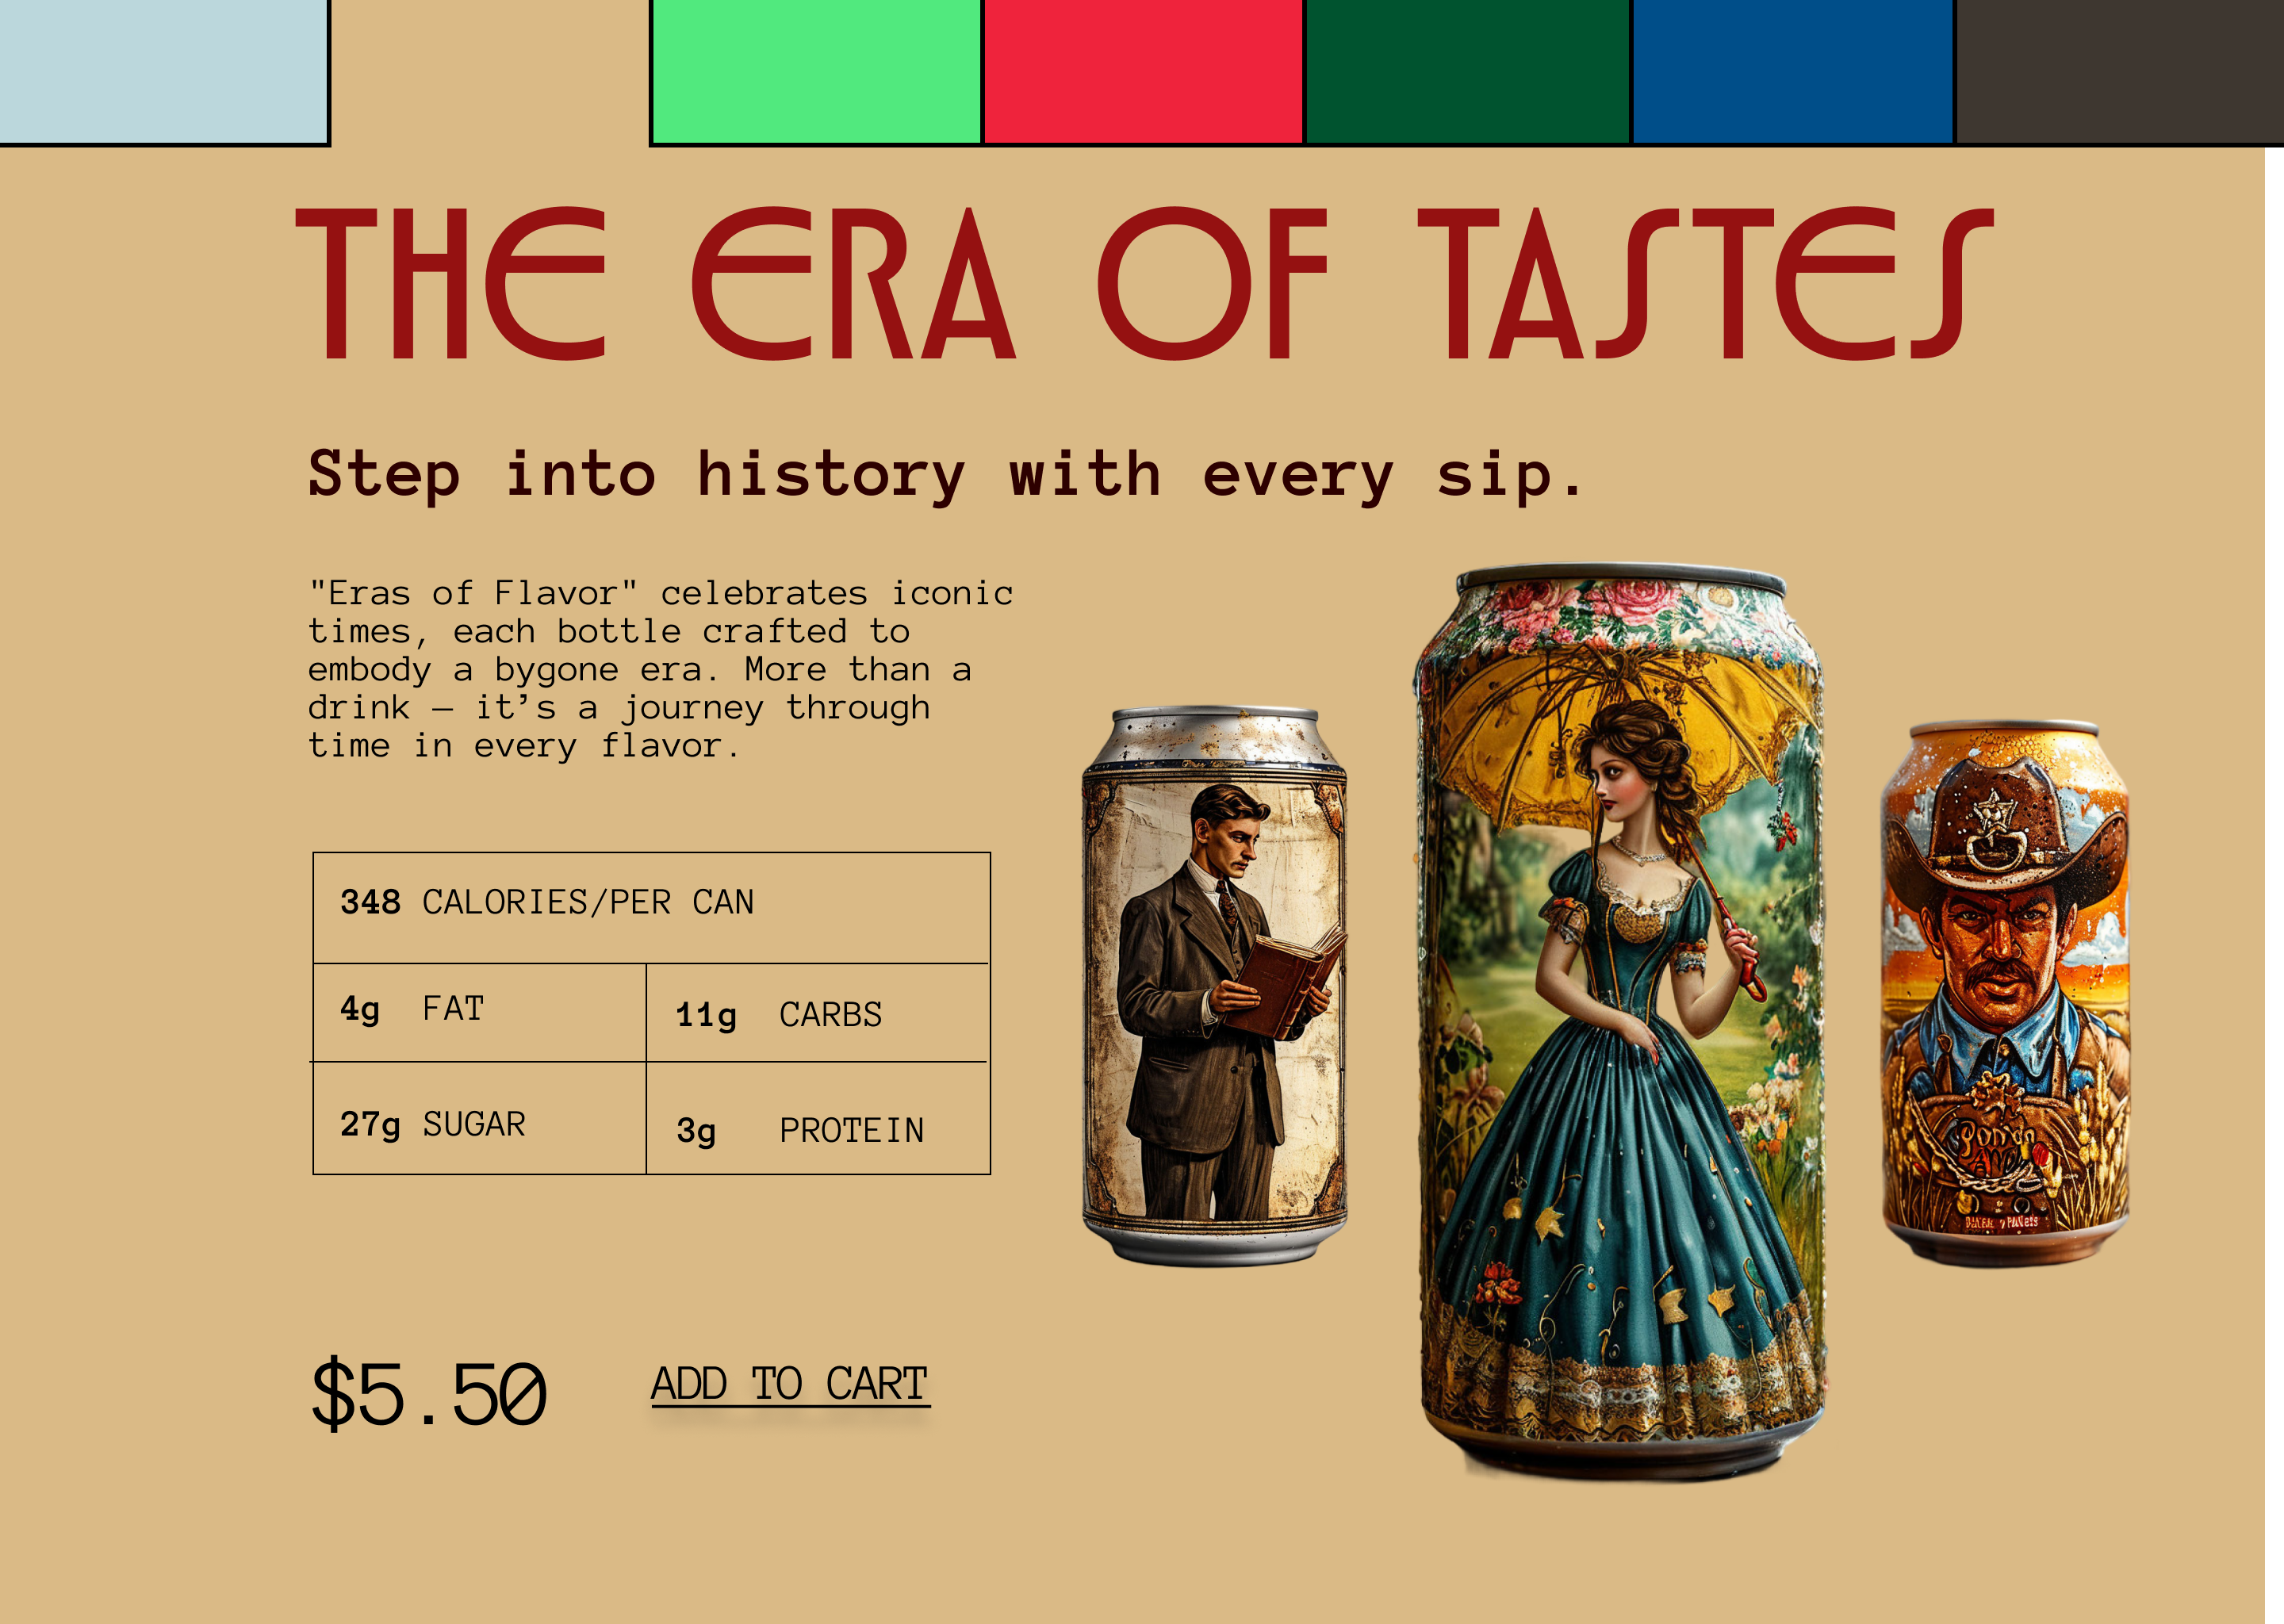 THE ERA OF TASTES
Step into history with every sip.
"Eras of Flavor" celebrates iconic
times, each bottle crafted to
embody a bygone era. More than a
drink — it’s a journey through
time in every flavor.
348 CALORIES/PER CAN
4g FAT 11g CARBS
27g SUGAR 3g PROTEIN
$5.50 ADD TO CART